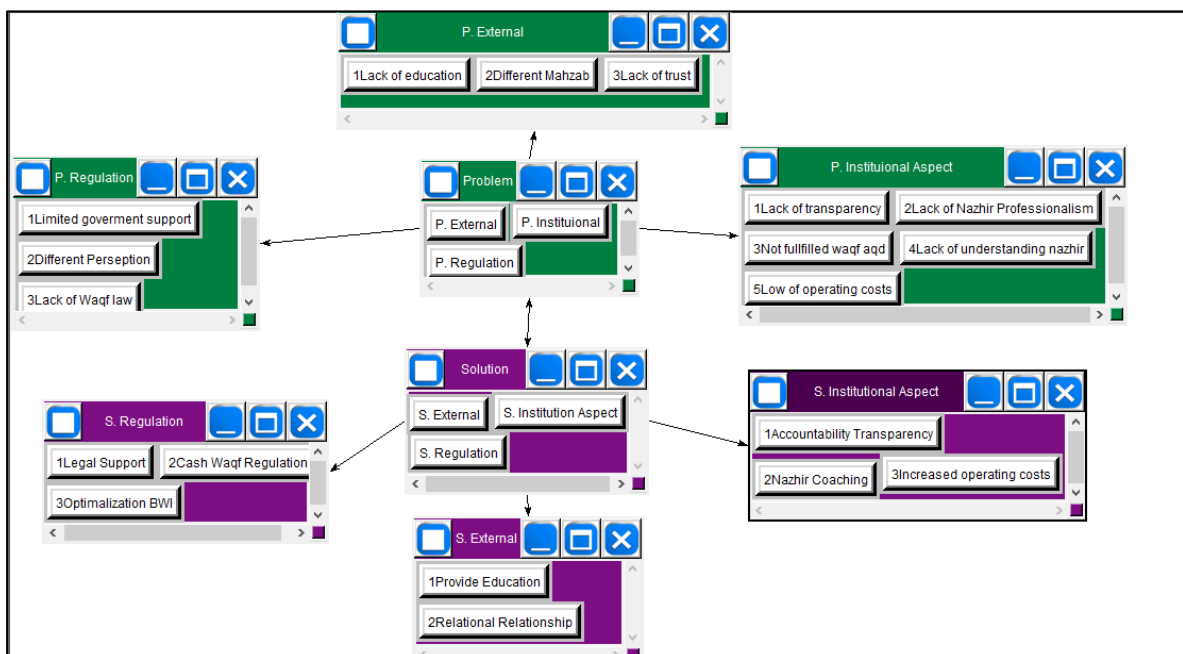 P. External
1Lack of education 2Different Mahzab 3Lack of trust
P. Regulation
1Limited goverment support
2Different Perseption
3Lack of Waqf law
Problem
P. External P. Instituional
P. Regulation
P. Instituional Aspect
1Lack of transparency 2Lack of Nazhir Professionalism
3Not fullfilled waqf aqd 4Lack of understanding nazhir
5Low of operating costs
Solution
S. External S. Institution Aspect
S. Regulation
S. Regulation
1Legal Support 2Cash Waqf Regulation
3Optimalization BWI
S. Institutional Aspect
1Accountability Transparency
2Nazhir Coaching 3Increased operating costs
S. External
1Provide Education
2Relational Relationship